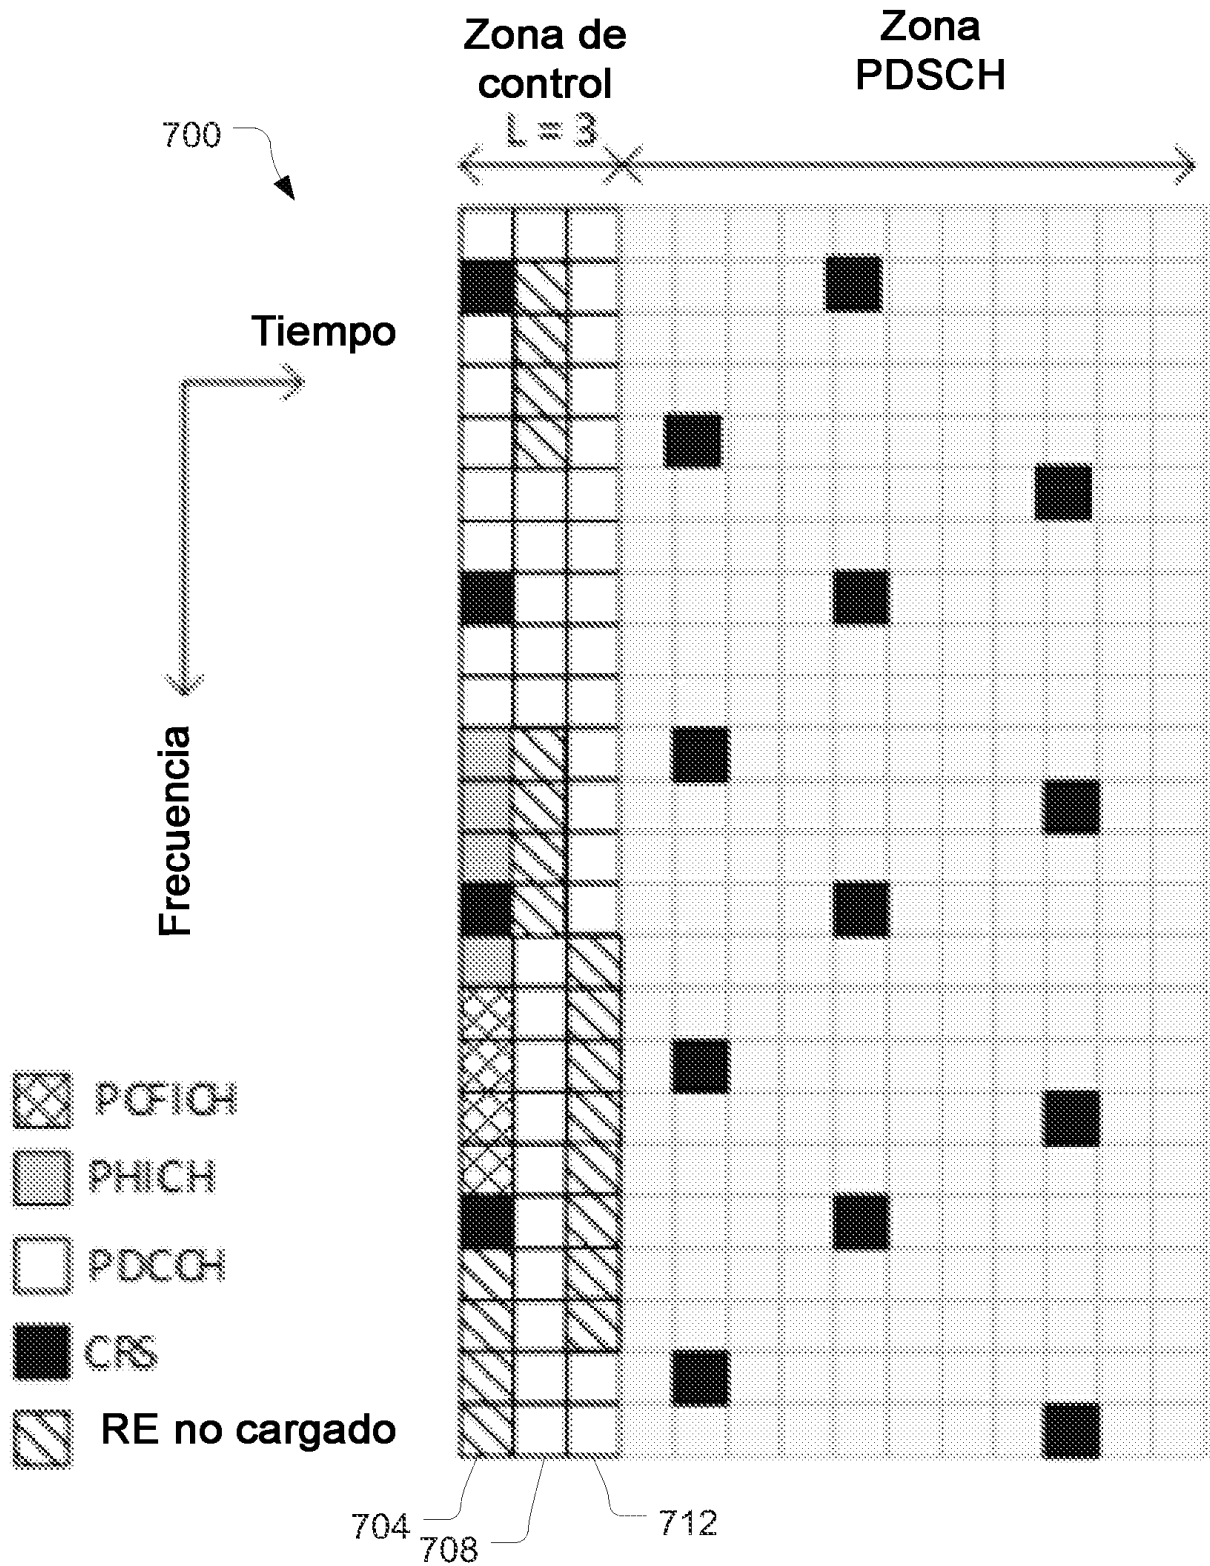 Zona de
control
L = 3
Zona
PDSCH
700
Tiempo
Frecuencia
PCFICH
PHICH
PDCCH
CRS
RE no cargado
704
708
712